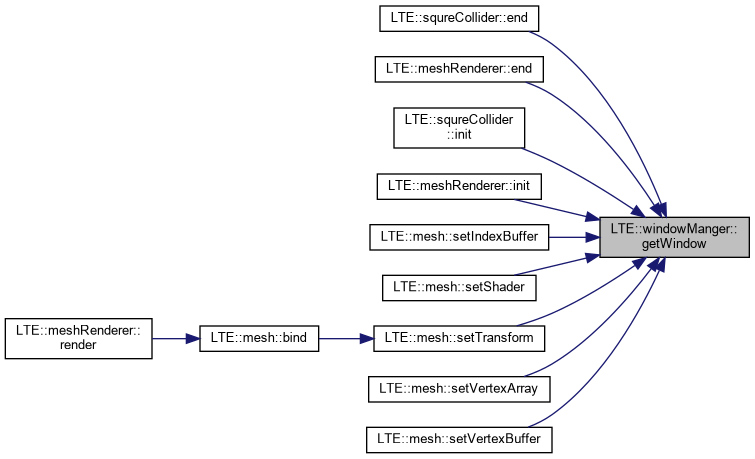 LTE::squreCollider::end
LTE::meshRenderer::end
LTE::squreCollider
::init
LTE::meshRenderer::init
LTE::windowManger::
getWindow
LTE::mesh::setIndexBuffer
LTE::mesh::setShader
LTE::meshRenderer::
render
LTE::mesh::bind
LTE::mesh::setTransform
LTE::mesh::setVertexArray
LTE::mesh::setVertexBuffer